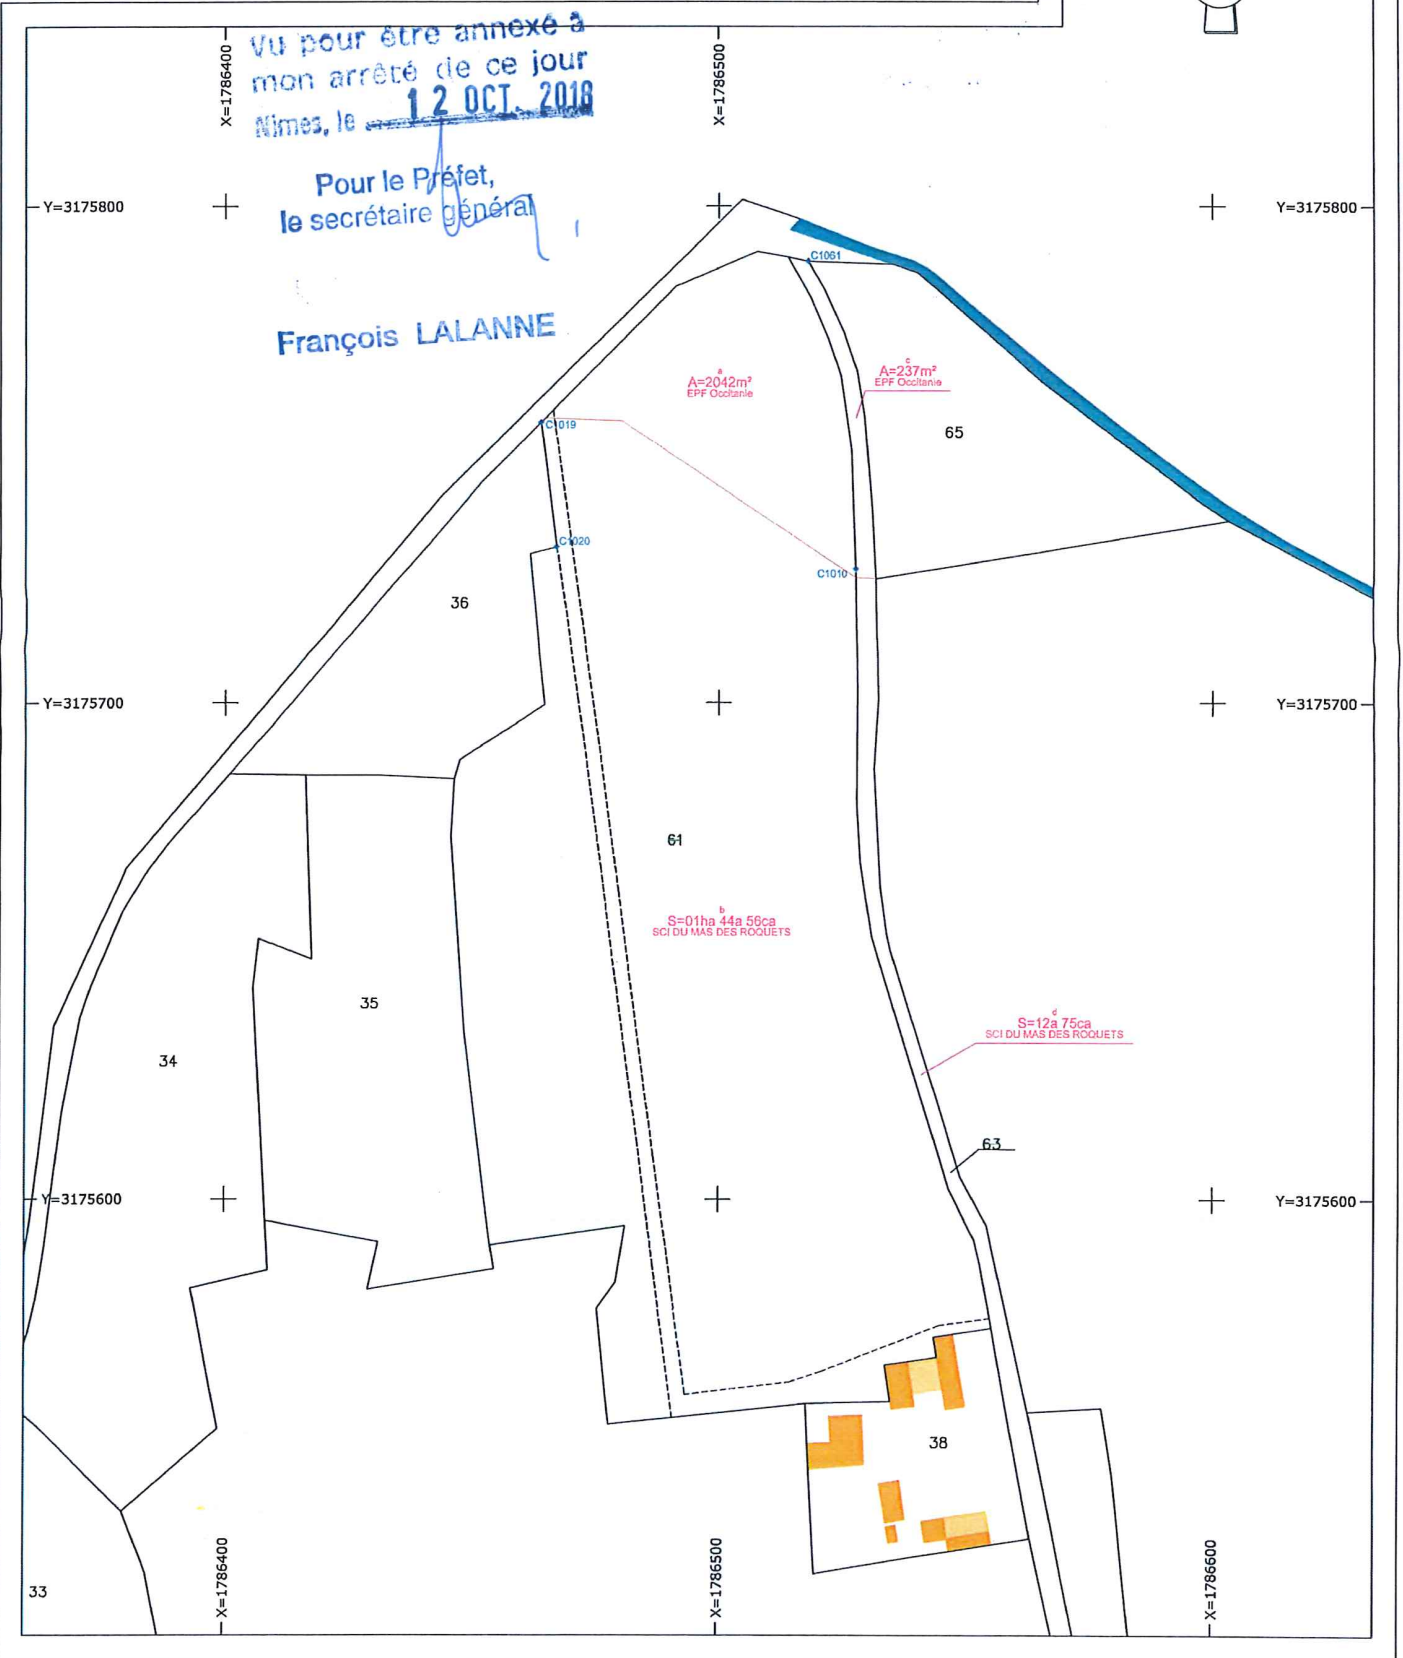 Vu pour être annexé à
mon arrêté de ce jour
Nîmes, le 12 OCT. 2018
Pour le Préfet,
le secrétaire général
François LALANNE
X=1786400
X=1786500
Y=3175800
Y=3175800
C1061
a
A=2042m²
EPF Occitanie
c
A=237m²
EPF Occitanie
65
C1019
C1020
C1010
36
Y=3175700
Y=3175700
61
b
S=01ha 44a 56ca
SCI DU MAS DES ROQUETS
35
34
d
S=12a 75ca
SCI DU MAS DES ROQUETS
63
Y=3175600
Y=3175600
38
33
X=1786400
X=1786500
X=1786600